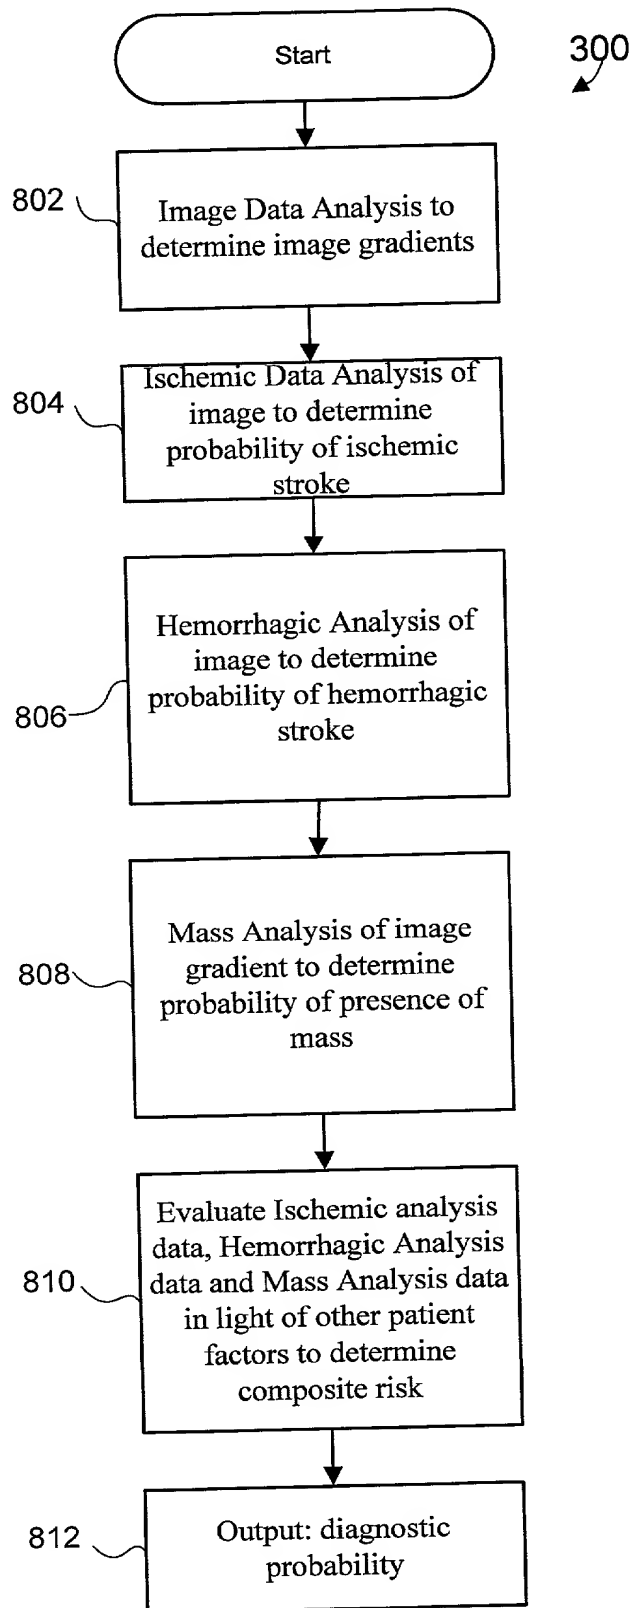 Start
300
802
Image Data Analysis to
determine image gradients
804
Ischemic Data Analysis of
image to determine
probability of ischemic
stroke
806
Hemorrhagic Analysis of
image to determine
probability of hemorrhagic
stroke
808
Mass Analysis of image
gradient to determine
probability of presence of
mass
810
Evaluate Ischemic analysis
data, Hemorrhagic Analysis
data and Mass Analysis data
in light of other patient
factors to determine
composite risk
812
Output: diagnostic
probability